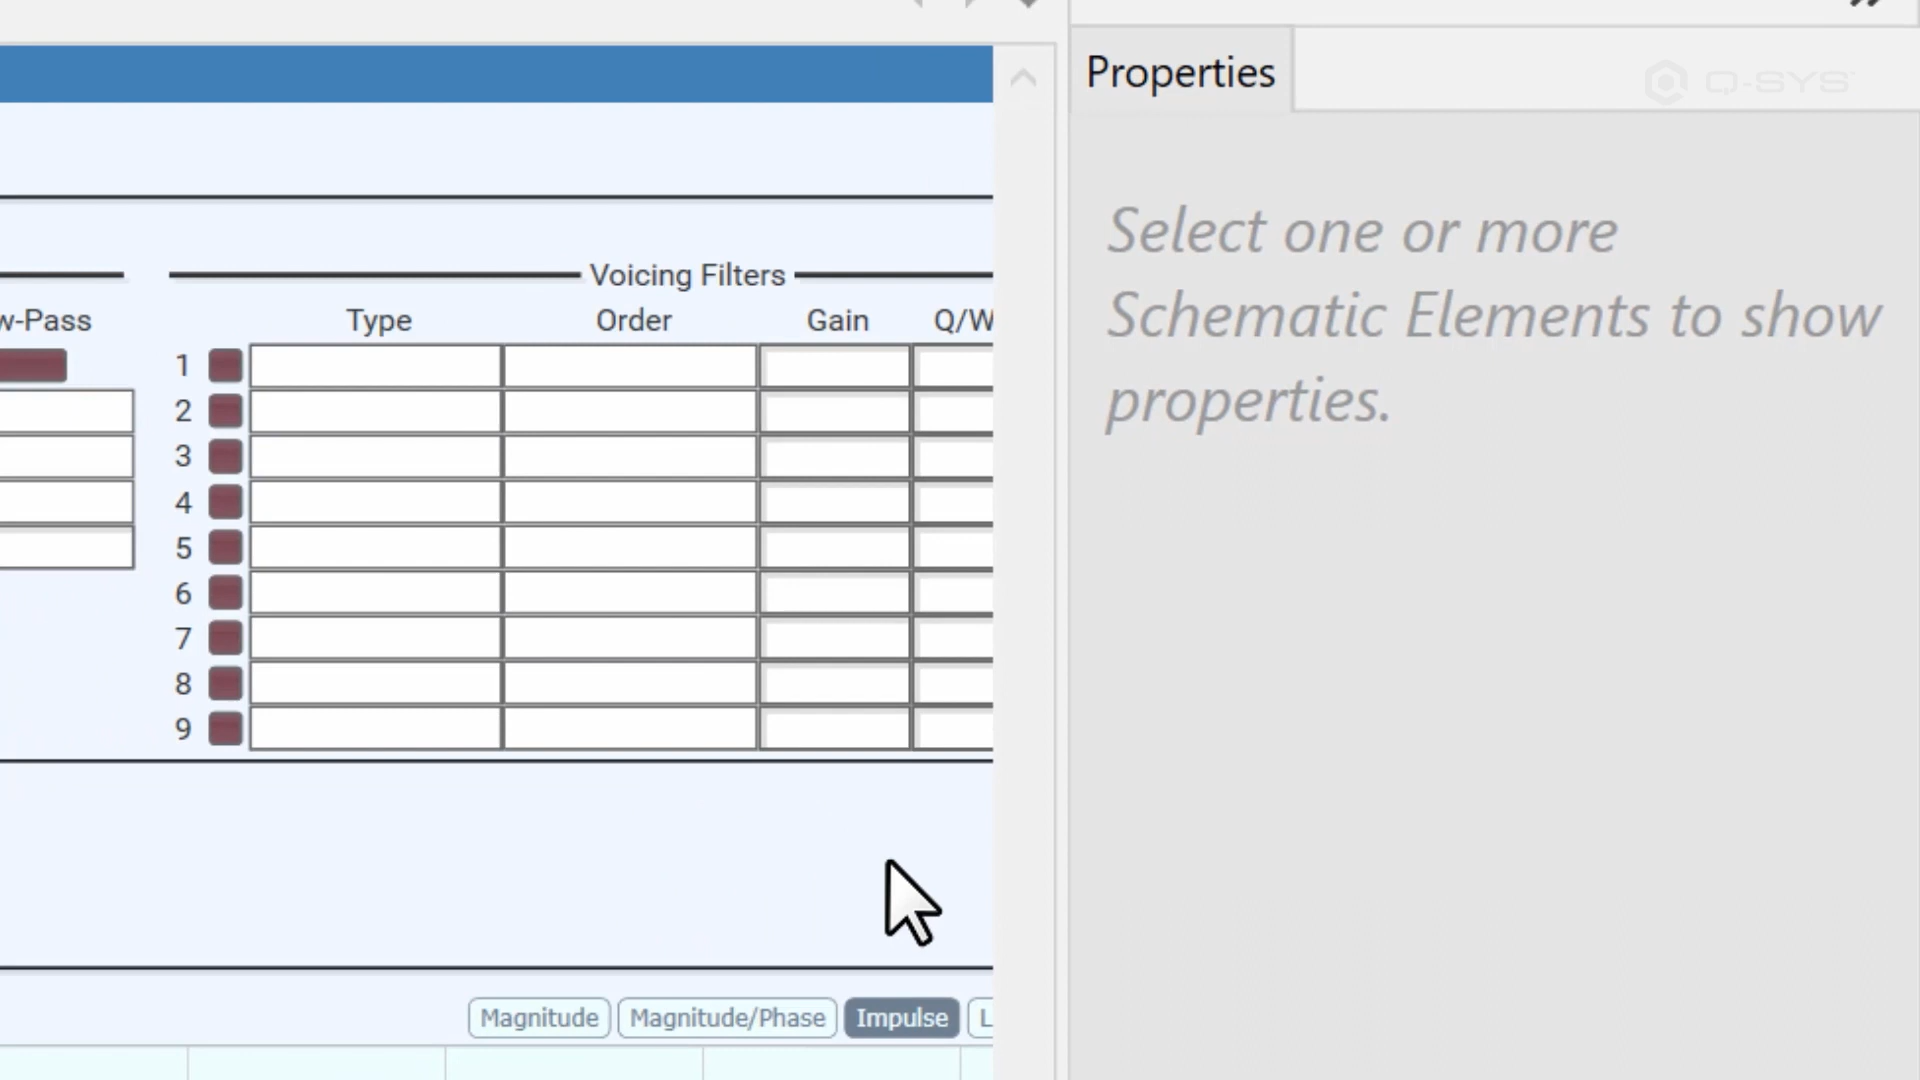 Properties
Q-SYS
Select one or more
Schematic Elements to show
properties.
Voicing Filters
w-Pass
Type Order Gain Q/W
1
2
3
4
5
6
7
8
9
Magnitude Magnitude/Phase Impulse L